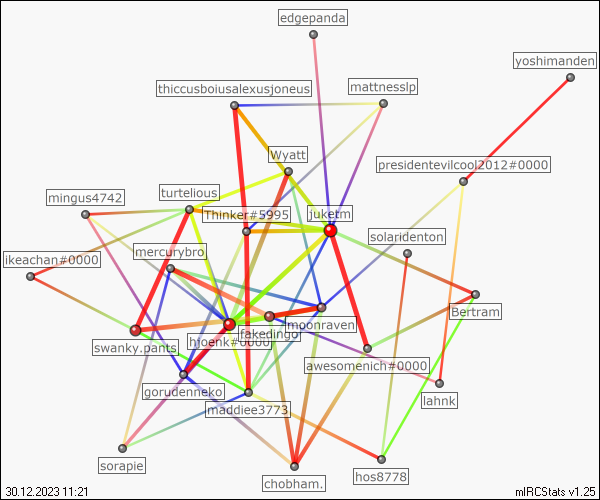 edgepanda
yoshimanden
thiccusboiusalexusjoneus
mattnesslp
Wyatt
presidentevilcool2012#0000
mingus4742
turtelious
Thinker#5995
juketm
solaridenton
mercurybro
ikeachan#0000
Bertram
fakedingo
moonraven
swanky.pants
hfoenk#0000
awesomenich#0000
gorudenneko
lahnk
maddiee3773
sorapie
chobham.
hos8778
30.12.2023 11:21
mIRCStats v1.25